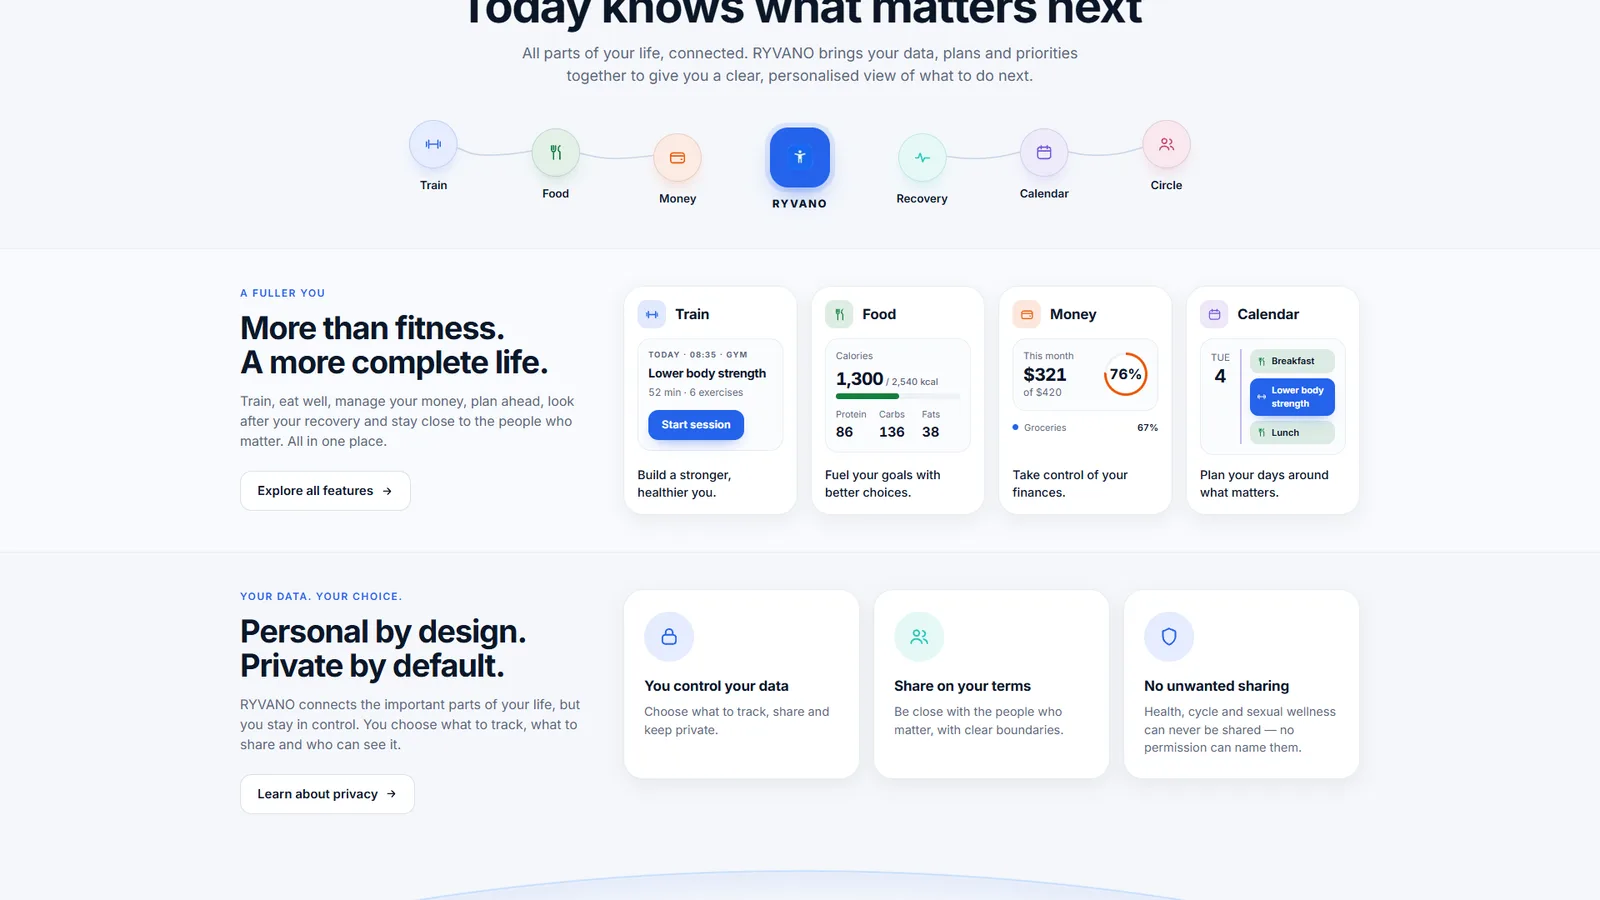 Today knows what matters next
All parts of your life, connected. RYVANO brings your data, plans and priorities
together to give you a clear, personalised view of what to do next.
Train
Food
Money
RYVANO
Recovery
Calendar
Circle
A FULLER YOU
More than fitness.
A more complete life.
Train, eat well, manage your money, plan ahead, look
after your recovery and stay close to the people who
matter. All in one place.
Explore all features →
Train
TODAY · 08:35 · GYM
Lower body strength
52 min · 6 exercises
Start session
Build a stronger,
healthier you.
Food
Calories
1,300 / 2,540 kcal
Protein Carbs Fats
86 136 38
Fuel your goals with
better choices.
Money
This month
$321
of $420
76%
Groceries 67%
Take control of your
finances.
Calendar
TUE
4
Breakfast
Lower body
strength
Lunch
Plan your days around
what matters.
YOUR DATA. YOUR CHOICE.
Personal by design.
Private by default.
RYVANO connects the important parts of your life, but
you stay in control. You choose what to track, what to
share and who can see it.
Learn about privacy →
You control your data
Choose what to track, share and
keep private.
Share on your terms
Be close with the people who
matter, with clear boundaries.
No unwanted sharing
Health, cycle and sexual wellness
can never be shared — no
permission can name them.